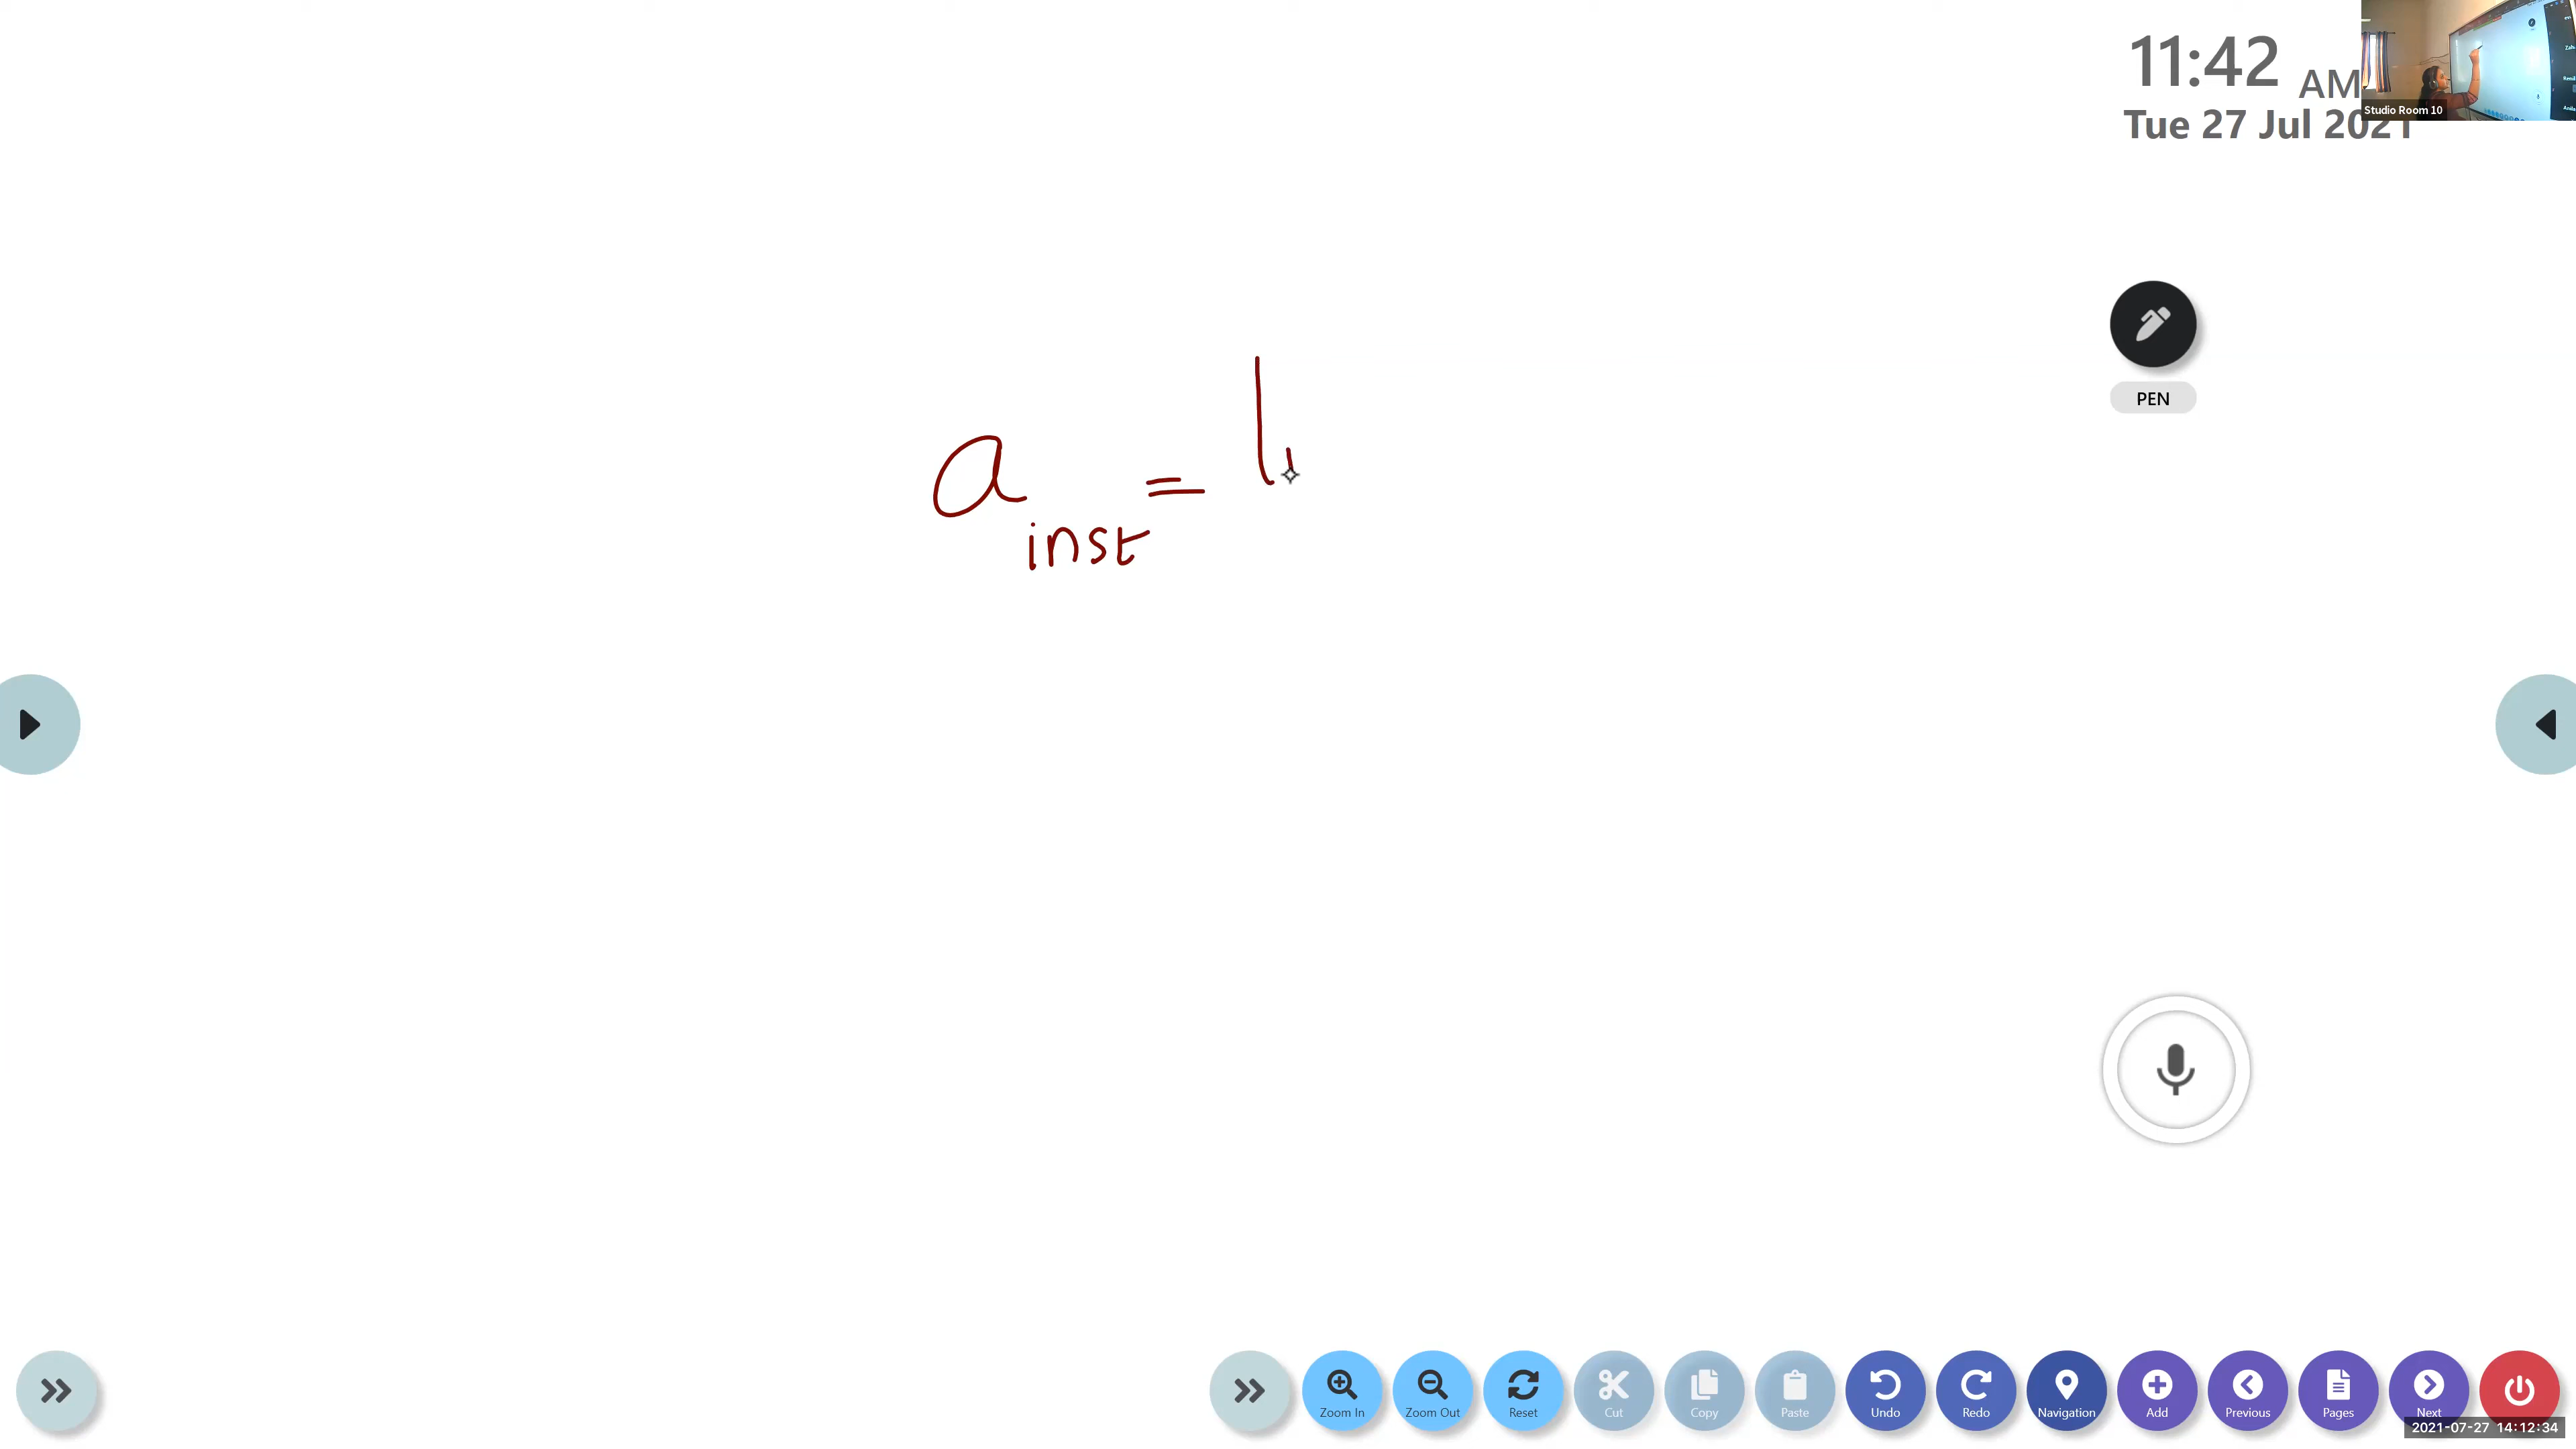 11:42 AM
Tue 27 Jul 2021
Studio Room 10
PEN
a inst = l
Zoom In
Zoom Out
Reset
Cut
Copy
Paste
Undo
Redo
Navigation
Add
Previous
Pages
Next
2021-07-27 14:12:34